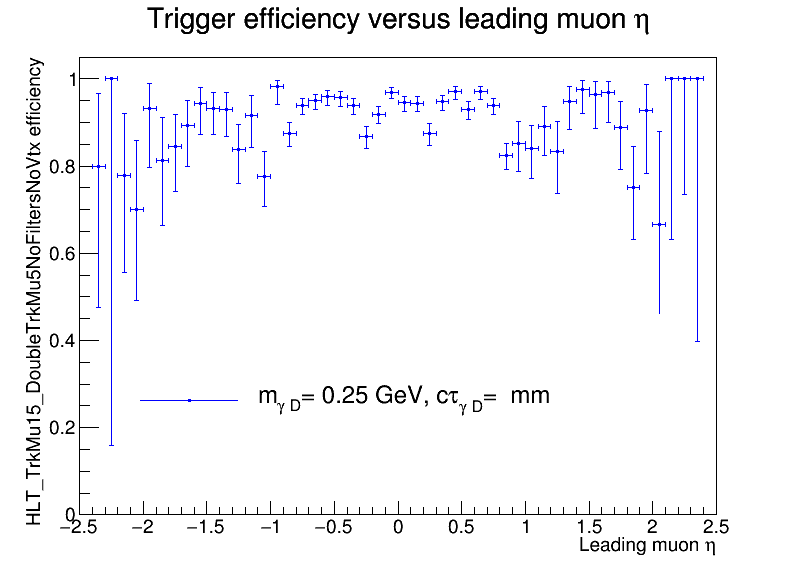 Trigger efficiency versus leading muon η
HLT_TrkMu15_DoubleTrkMu5NoFiltersNoVtx efficiency
1
0.8
0.6
0.4
0.2
0
m_γ D= 0.25 GeV, cτ_γ D= mm
−2.5 −2 −1.5 −1 −0.5 0 0.5 1 1.5 2 2.5
Leading muon η